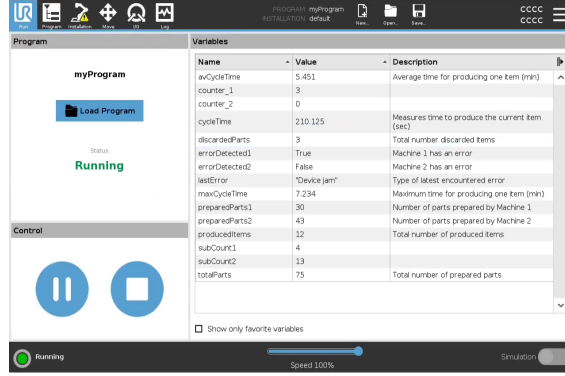 UR
PROGRAM myProgram
INSTALLATION default
CCCC
CCCC
Run Program Installation Move I/O Log
New... Open... Save...
Program
Variables
myProgram
Load Program
Status
Running
Control
Name Value Description
avCycleTime 5.451 Average time for producing one item (min)
counter_1 3
counter_2 0
cycleTime 210.125 Measures time to produce the current item
(sec)
discardedParts 3 Total number discarded items
errorDetected1 True Machine 1 has an error
errorDetected2 False Machine 2 has an error
lastError "Device jam" Type of latest encountered error
maxCycleTime 7.234 Maximum time for producing one item (min)
preparedParts1 30 Number of parts prepared by Machine 1
preparedParts2 43 Number of parts prepared by Machine 2
producedItems 12 Total number of produced items
subCount1 4
subCount2 13
totalParts 75 Total number of prepared parts
Show only favorite variables
Running
Speed 100%
Simulation